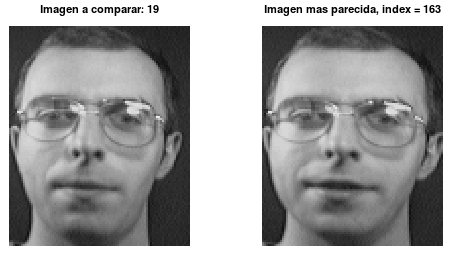 Imagen a comparar: 19
Imagen mas parecida, index = 163